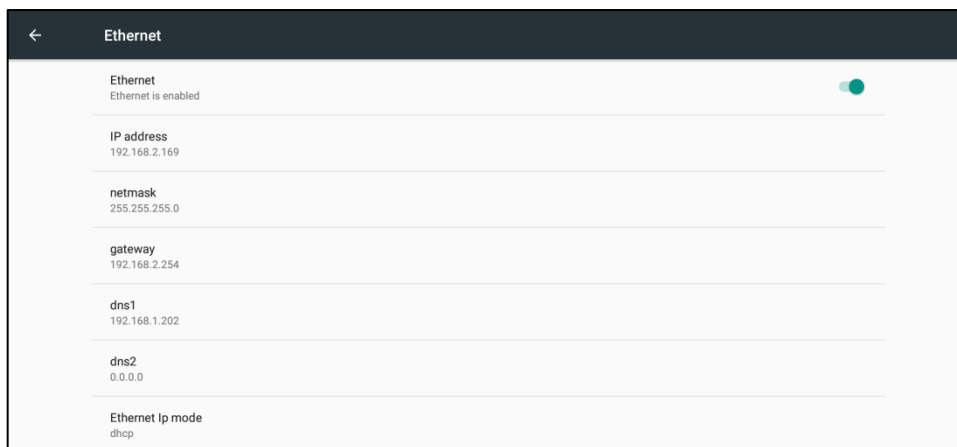 Ethernet
Ethernet
Ethernet is enabled
IP address
192.168.2.169
netmask
255.255.255.0
gateway
192.168.2.254
dns1
192.168.1.202
dns2
0.0.0.0
Ethernet Ip mode
dhcp